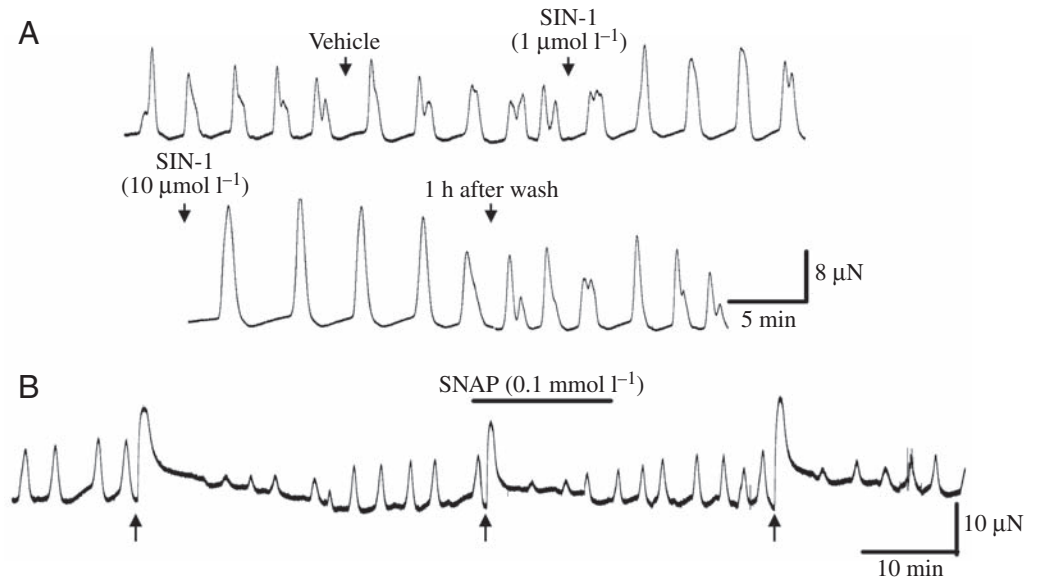 A
Vehicle
SIN-1
(1 μmol l⁻¹)
SIN-1
(10 μmol l⁻¹)
1 h after wash
8 μN
5 min
B
SNAP (0.1 mmol l⁻¹)
10 μN
10 min